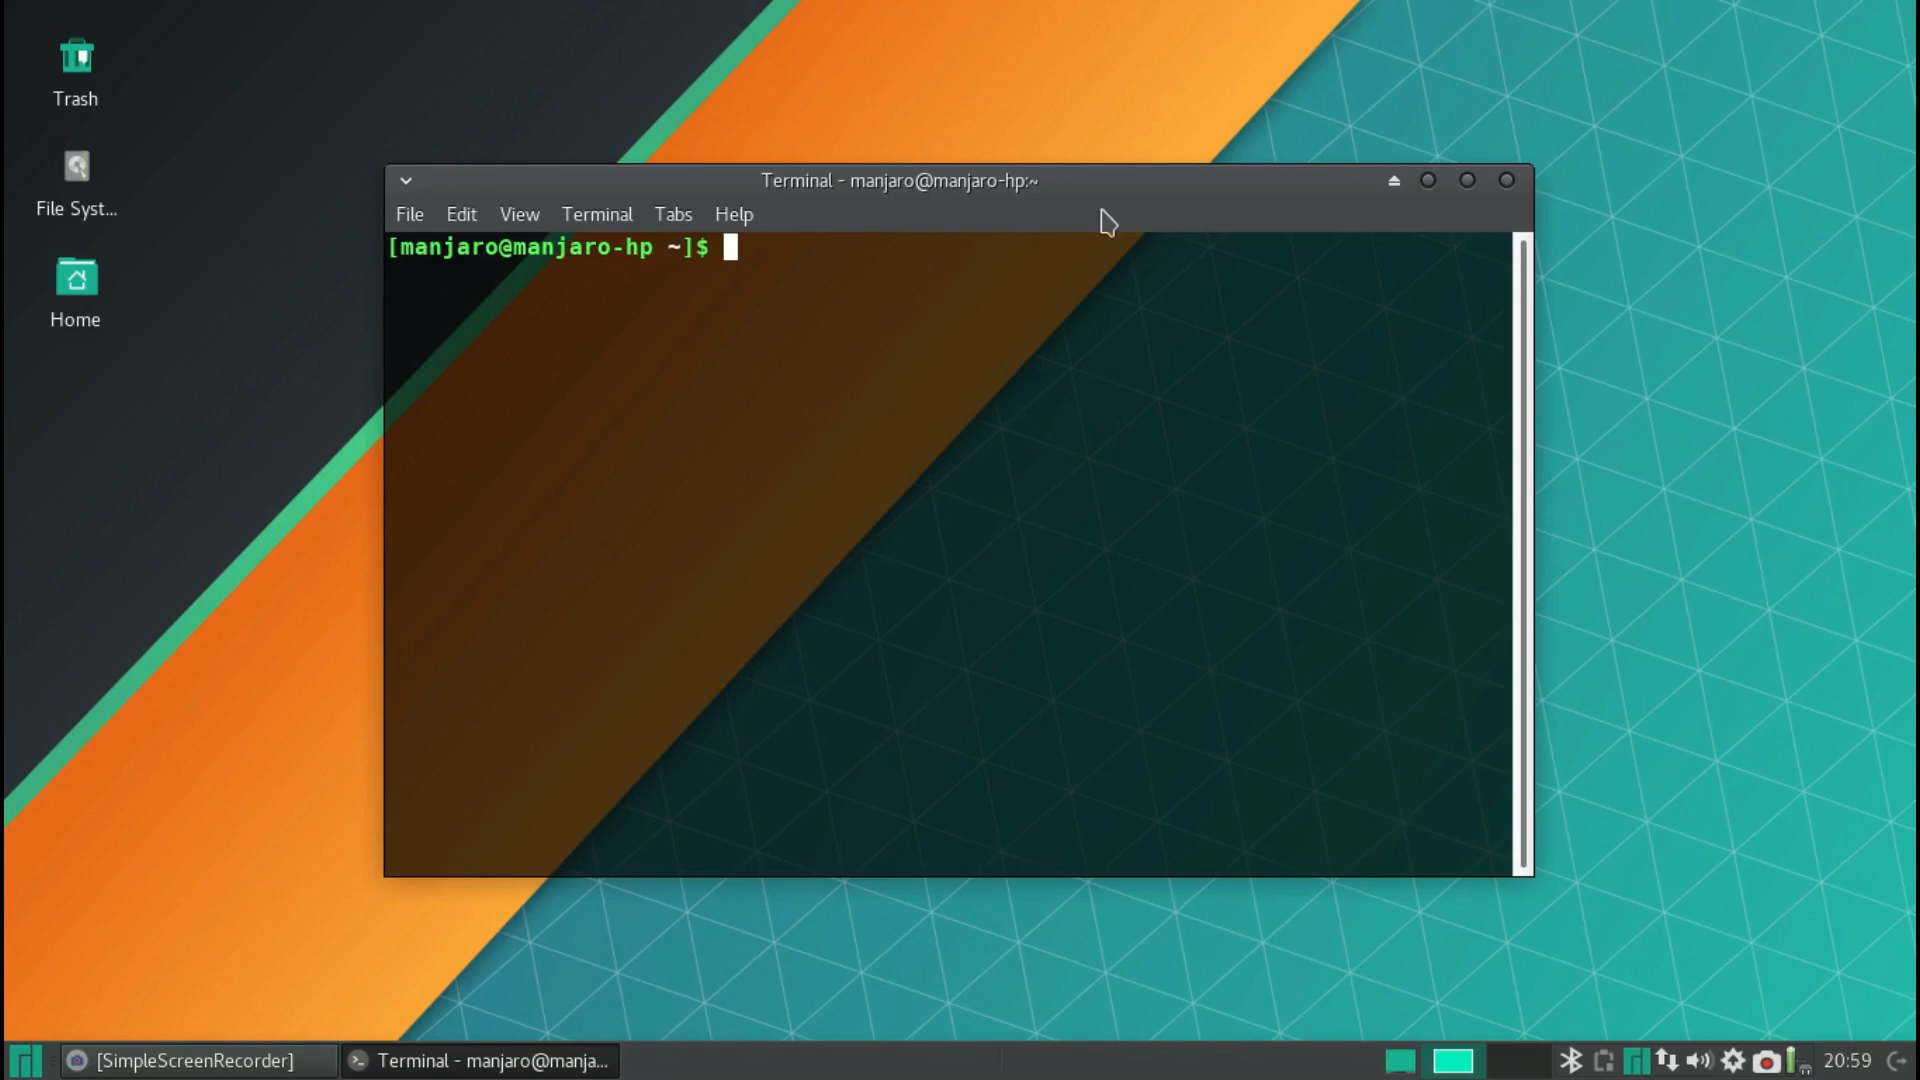 Trash
File Syst...
Home
Terminal - manjaro@manjaro-hp:~
File Edit View Terminal Tabs Help
[manjaro@manjaro-hp ~]$
[SimpleScreenRecorder]
Terminal - manjaro@manja...
20:59